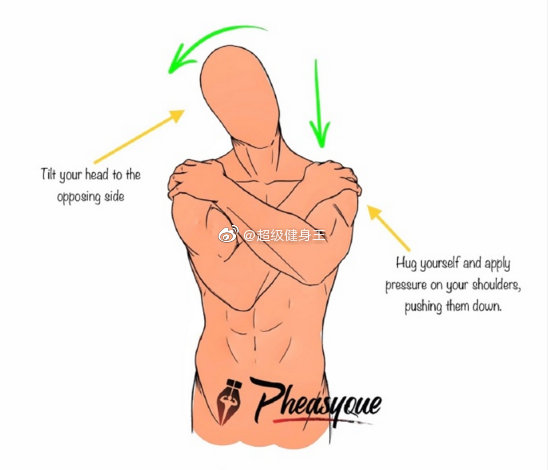 Tilt your head to the
opposing side
@超级健身王
Hug yourself and apply
pressure on your shoulders,
pushing them down.
Pheasyque